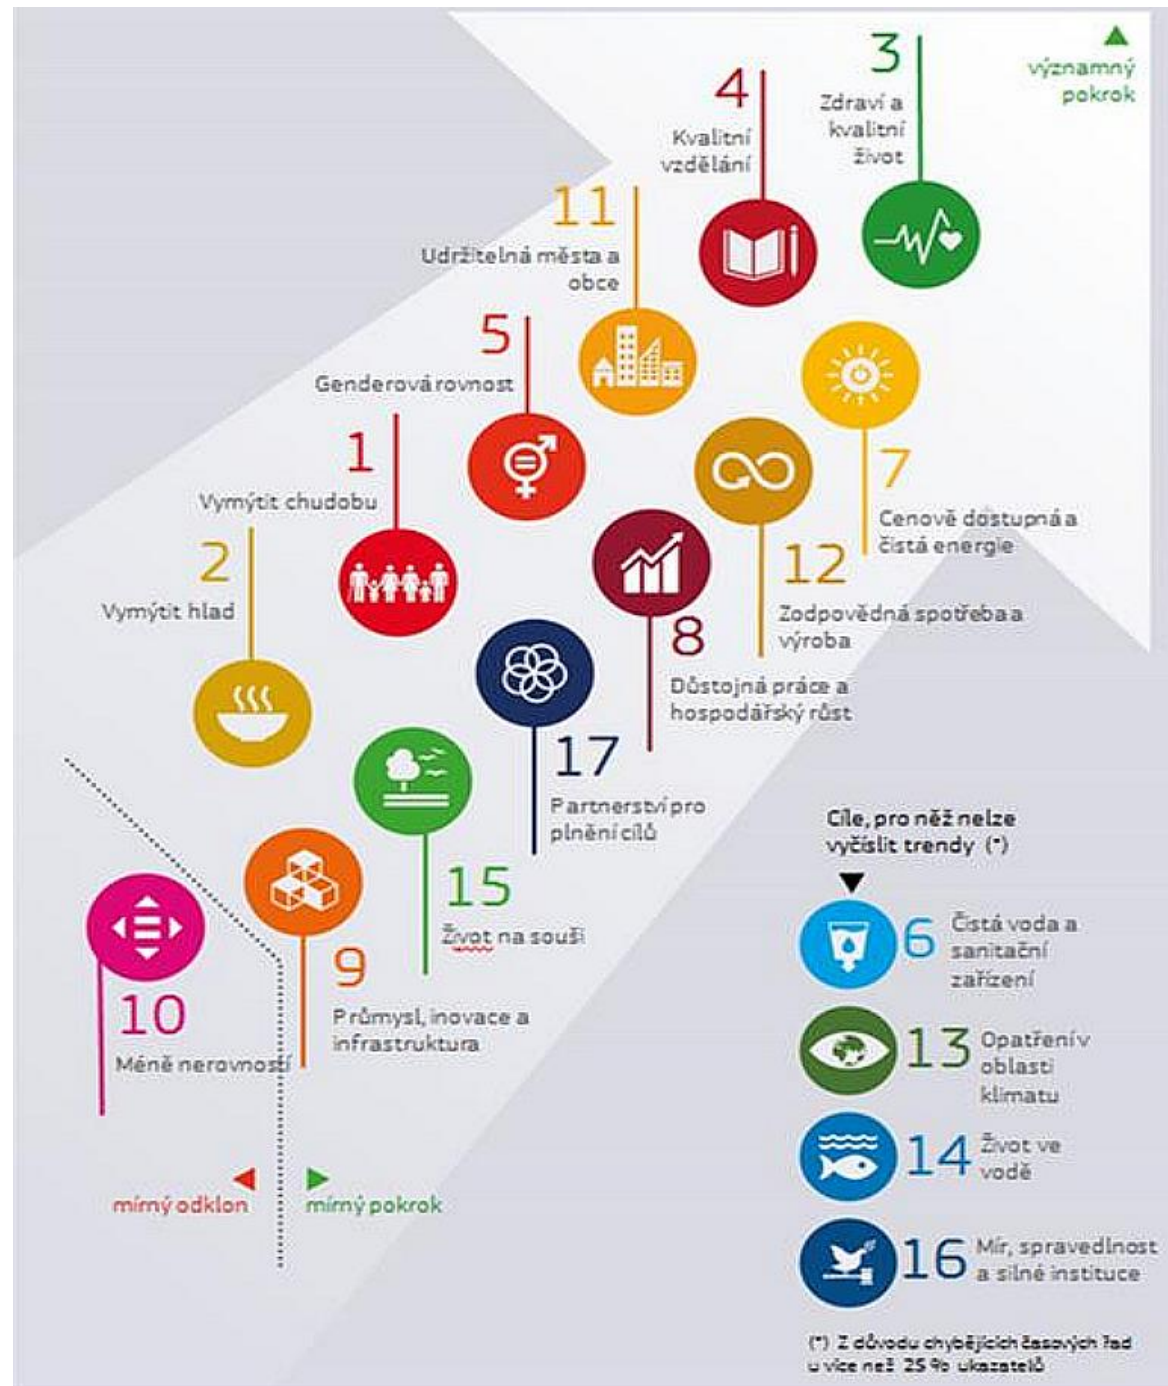 významný
pokrok
3
Zdraví a
kvalitní
život
4
Kvalitní
vzdělání
11
Udržitelná města a
obce
5
Genderová rovnost
1
Vymýtit chudobu
2
Vymýtit hlad
7
Cenově dostupná a
čistá energie
12
Zodpovědná spotřeba a
výroba
8
Důstojná práce a
hospodářský růst
17
Partnerství pro
plnění cílů
15
Život na souši
9
Průmysl, inovace a
infrastruktura
10
Méně nerovností
mírný odklon
mírný pokrok
Cíle, pro něž nelze
vyčíslit trendy (*)
6
Čistá voda a
sanitační
zařízení
13
Opatření v
oblasti
klimatu
14
Život ve
vodě
16
Mír, spravedlnost
a silné instituce
(*) Z důvodu chybějících časových řad
u více než 25 % ukazatelů